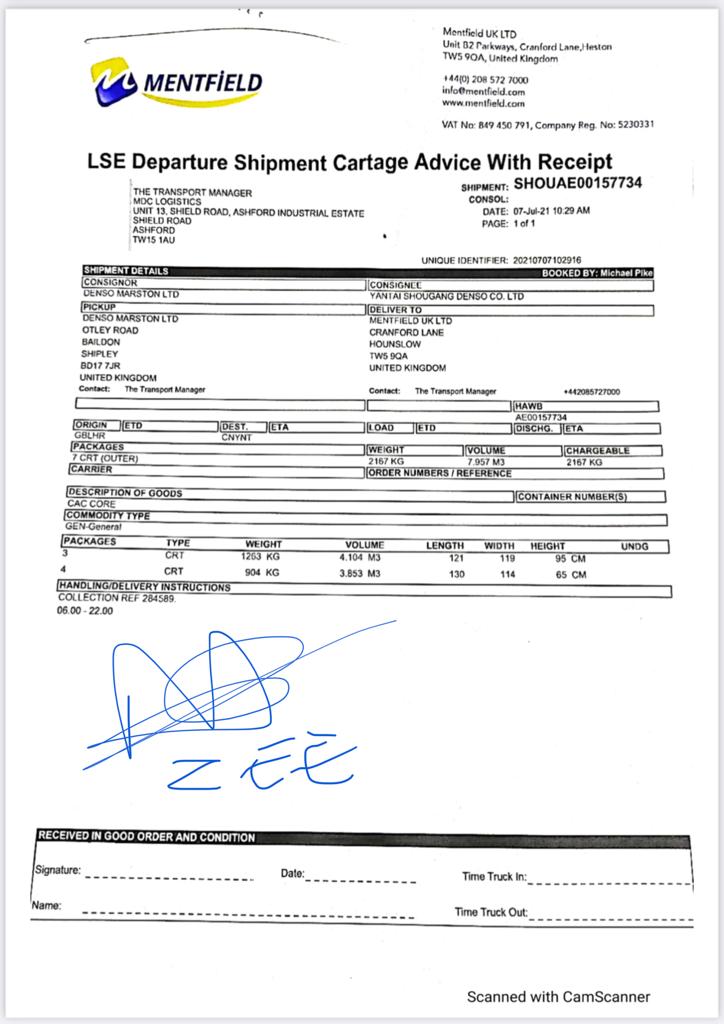 Mentfield UK LTD
Unit B2 Parkways, Cranford Lane,Heston
TW5 9QA, United Kingdom
+44(0) 208 572 7000
info@mentfield.com
www.mentfield.com
VAT No: 849 450 791, Company Reg. No: 5230331
MENTFIELD
LSE Departure Shipment Cartage Advice With Receipt
THE TRANSPORT MANAGER
MDC LOGISTICS
UNIT 13, SHIELD ROAD, ASHFORD INDUSTRIAL ESTATE
SHIELD ROAD
ASHFORD
TW15 1AU
SHIPMENT: SHOUAE00157734
CONSOL:
DATE: 07-Jul-21 10:29 AM
PAGE: 1 of 1
UNIQUE IDENTIFIER: 20210707102916
SHIPMENT DETAILS BOOKED BY: Michael Pike
CONSIGNOR CONSIGNEE
DENSO MARSTON LTD YANTAI SHOUGANG DENSO CO. LTD
PICKUP DELIVER TO
DENSO MARSTON LTD MENTFIELD UK LTD
OTLEY ROAD CRANFORD LANE
BAILDON HOUNSLOW
SHIPLEY TW5 9QA
BD17 7JR UNITED KINGDOM
UNITED KINGDOM
Contact: The Transport Manager Contact: The Transport Manager +442085727000
HAWB
AE00157734
ORIGIN ETD DEST. ETA LOAD ETD DISCHG. ETA
GBLHR CNYNT
PACKAGES WEIGHT VOLUME CHARGEABLE
7 CRT (OUTER) 2167 KG 7.957 M3 2167 KG
CARRIER ORDER NUMBERS / REFERENCE
DESCRIPTION OF GOODS CONTAINER NUMBER(S)
CAC CORE
COMMODITY TYPE
GEN-General
PACKAGES TYPE WEIGHT VOLUME LENGTH WIDTH HEIGHT UNDG
3 CRT 1263 KG 4.104 M3 121 119 95 CM
4 CRT 904 KG 3.853 M3 130 114 65 CM
HANDLING/DELIVERY INSTRUCTIONS
COLLECTION REF 284589.
06.00 - 22.00
ZEE
RECEIVED IN GOOD ORDER AND CONDITION
Signature: Date: Time Truck In:
Name: Time Truck Out:
Scanned with CamScanner